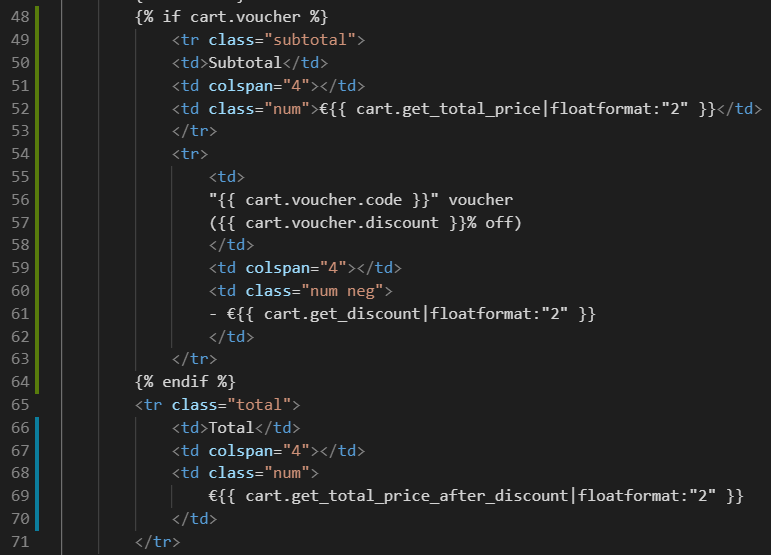 48 {% if cart.voucher %}
49 <tr class="subtotal">
50 <td>Subtotal</td>
51 <td colspan="4"></td>
52 <td class="num">€{{ cart.get_total_price|floatformat:"2" }}</td>
53 </tr>
54 <tr>
55 <td>
56 "{{ cart.voucher.code }}" voucher
57 ({{ cart.voucher.discount }}% off)
58 </td>
59 <td colspan="4"></td>
60 <td class="num neg">
61 - €{{ cart.get_discount|floatformat:"2" }}
62 </td>
63 </tr>
64 {% endif %}
65 <tr class="total">
66 <td>Total</td>
67 <td colspan="4"></td>
68 <td class="num">
69 €{{ cart.get_total_price_after_discount|floatformat:"2" }}
70 </td>
71 </tr>